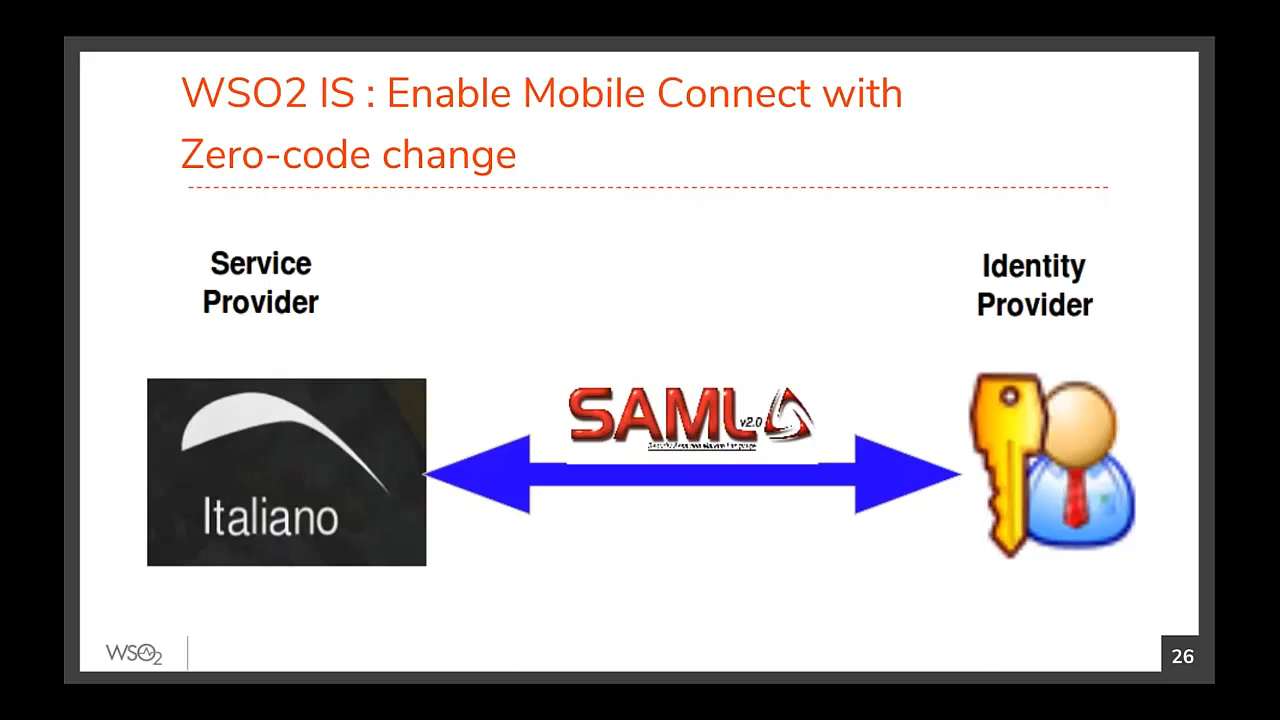 WSO2 IS : Enable Mobile Connect with
Zero-code change
Service
Provider
Identity
Provider
SAML
v2.0
Italiano
WSO2
26